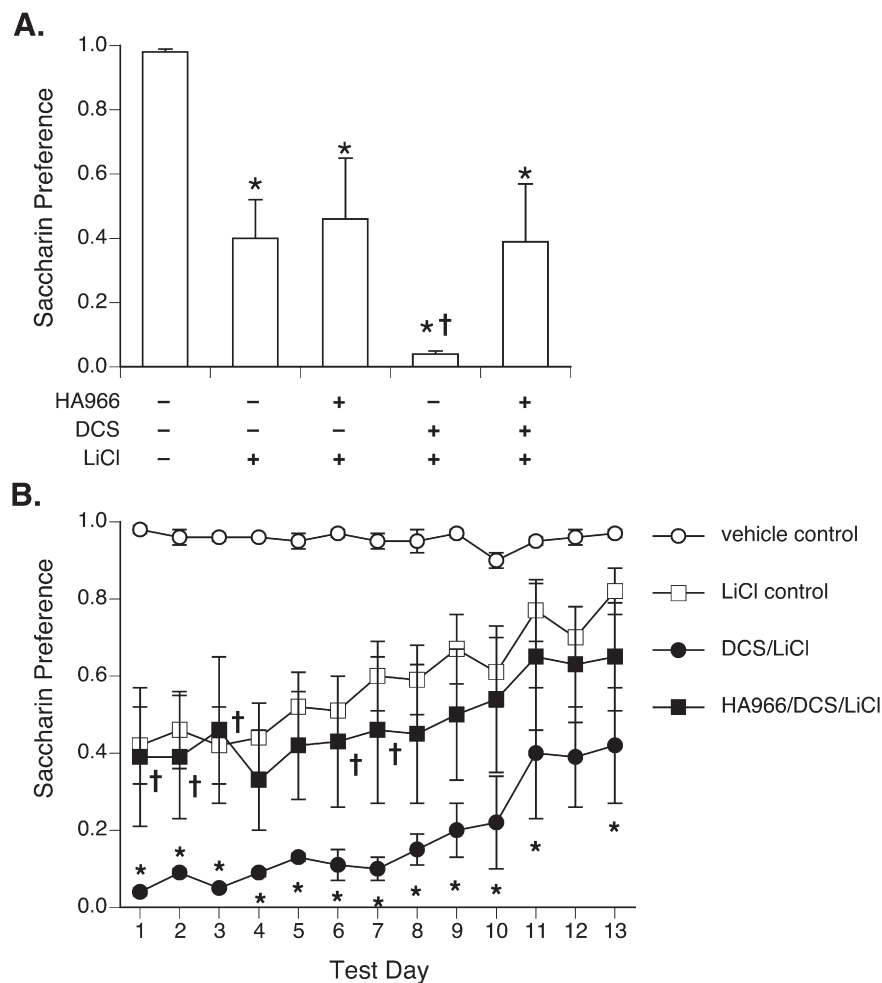 A.
Saccharin Preference
1.0
0.8
0.6
0.4
0.2
0.0
*
*
*†
*
HA966 – – + – +
DCS – – – + +
LiCl – + + + +
B.
Saccharin Preference
1.0
0.8
0.6
0.4
0.2
0.0
† † † † †
* * * * * * * * * * * *
1 2 3 4 5 6 7 8 9 10 11 12 13
Test Day
vehicle control
LiCl control
DCS/LiCl
HA966/DCS/LiCl